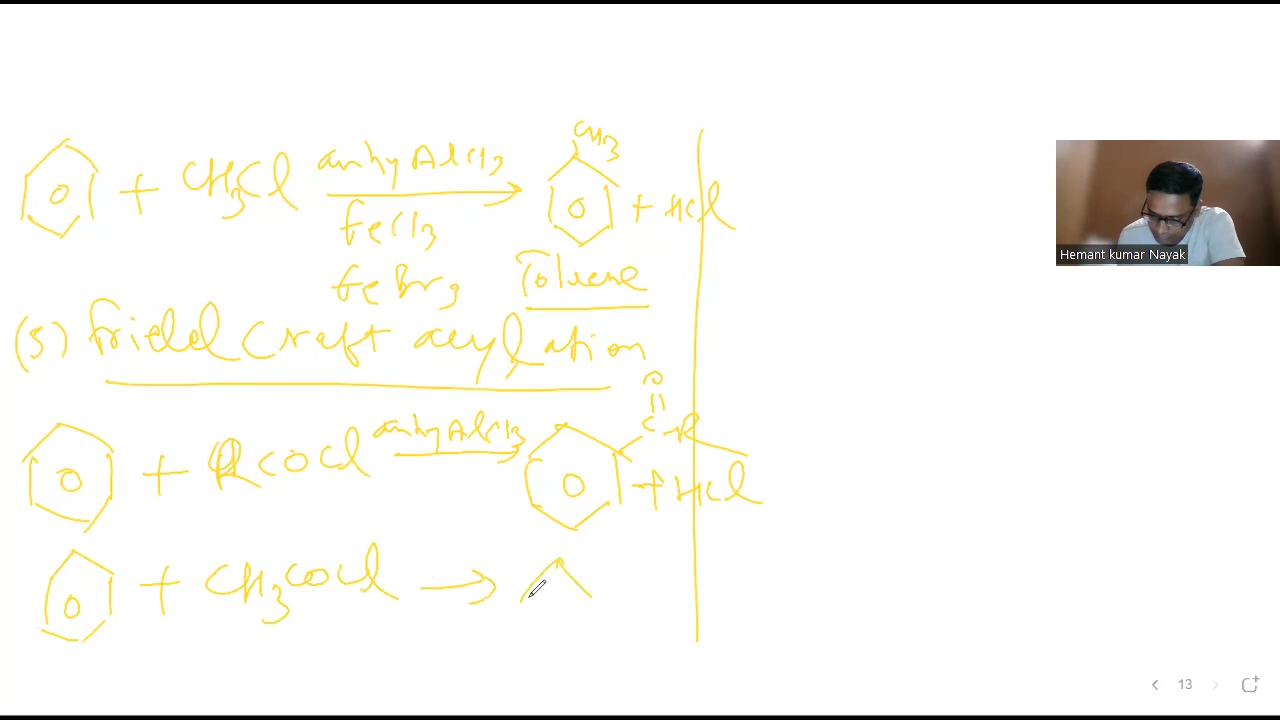 CH3
+ CH3Cl anhy AlCl3 + HCl
FeCl3
FeBr3 Toluene
(5) Friedel Craft acylation
O
C-R
+ RCOCl anhy AlCl3 + HCl
+ CH3COCl →
Hemant kumar Nayak
13